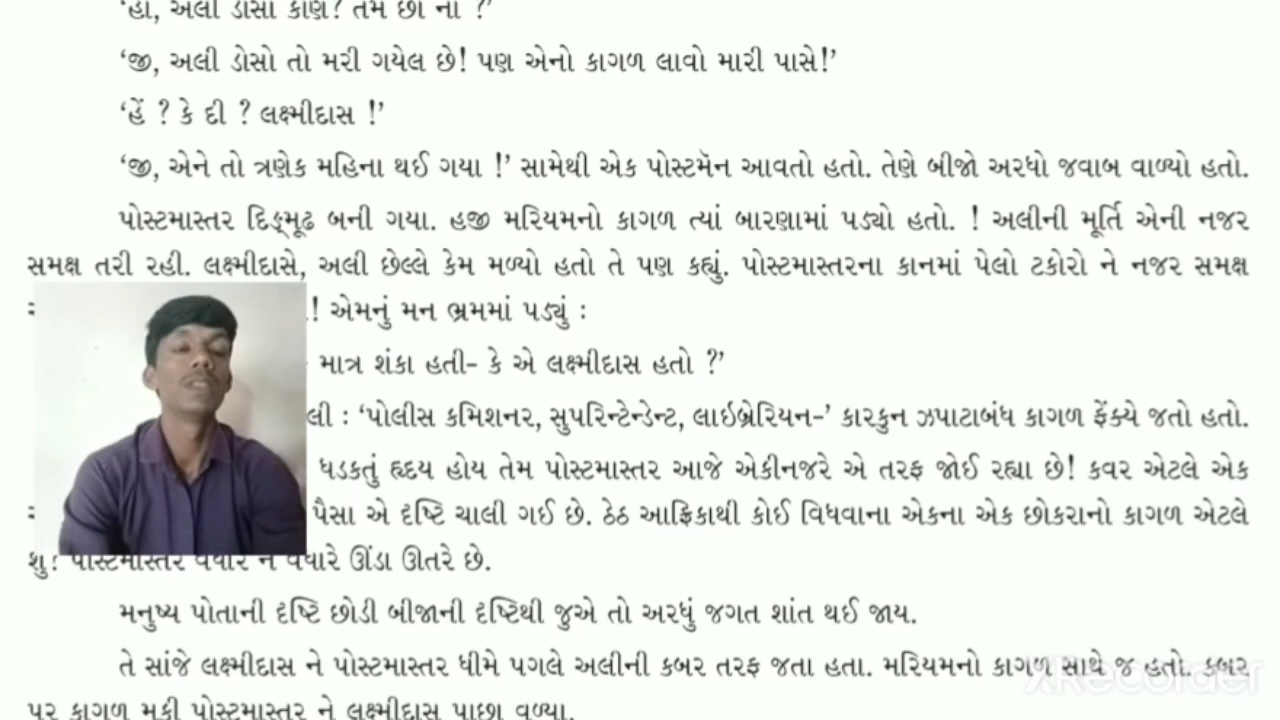 ‘હા, અલી ડોસા કોણ? તમે છો ના ?’
‘જી, અલી ડોસો તો મરી ગયેલ છે! પણ એનો કાગળ લાવો મારી પાસે!’
‘હેં ? કે દી ? લક્ષ્મીદાસ !’
‘જી, એને તો ત્રણેક મહિના થઈ ગયા !’ સામેથી એક પોસ્ટમૅન આવતો હતો. તેણે બીજો અરધો જવાબ વાળ્યો હતો.
પોસ્ટમાસ્તર દિઙ્મૂઢ બની ગયા. હજી મરિયમનો કાગળ ત્યાં બારણામાં પડ્યો હતો. ! અલીની મૂર્તિ એની નજર
સમક્ષ તરી રહી. લક્ષ્મીદાસે, અલી છેલ્લે કેમ મળ્યો હતો તે પણ કહ્યું. પોસ્ટમાસ્તરના કાનમાં પેલો ટકોરો ને નજર સમક્ષ
! એમનું મન ભ્રમમાં પડ્યું :
માત્ર શંકા હતી- કે એ લક્ષ્મીદાસ હતો ?’
લી : ‘પોલીસ કમિશનર, સુપરિન્ટેન્ડેન્ટ, લાઇબ્રેરિયન-’ કારકુન ઝપાટાબંધ કાગળ ફેંક્યે જતો હતો.
ધડકતું હૃદય હોય તેમ પોસ્ટમાસ્તર આજે એકીનજરે એ તરફ જોઈ રહ્યા છે! કવર એટલે એક
પૈસા એ દૃષ્ટિ ચાલી ગઈ છે. ઠેઠ આફ્રિકાથી કોઈ વિધવાના એકના એક છોકરાનો કાગળ એટલે
શું? પોસ્ટમાસ્તર વધારે ને વધારે ઊંડા ઊતરે છે.
મનુષ્ય પોતાની દૃષ્ટિ છોડી બીજાની દૃષ્ટિથી જુએ તો અરધું જગત શાંત થઈ જાય.
તે સાંજે લક્ષ્મીદાસ ને પોસ્ટમાસ્તર ધીમે પગલે અલીની કબર તરફ જતા હતા. મરિયમનો કાગળ સાથે જ હતો. કબર
પર કાગળ મૂકી પોસ્ટમાસ્તર ને લક્ષ્મીદાસ પાછા વળ્યા.
XRecorder